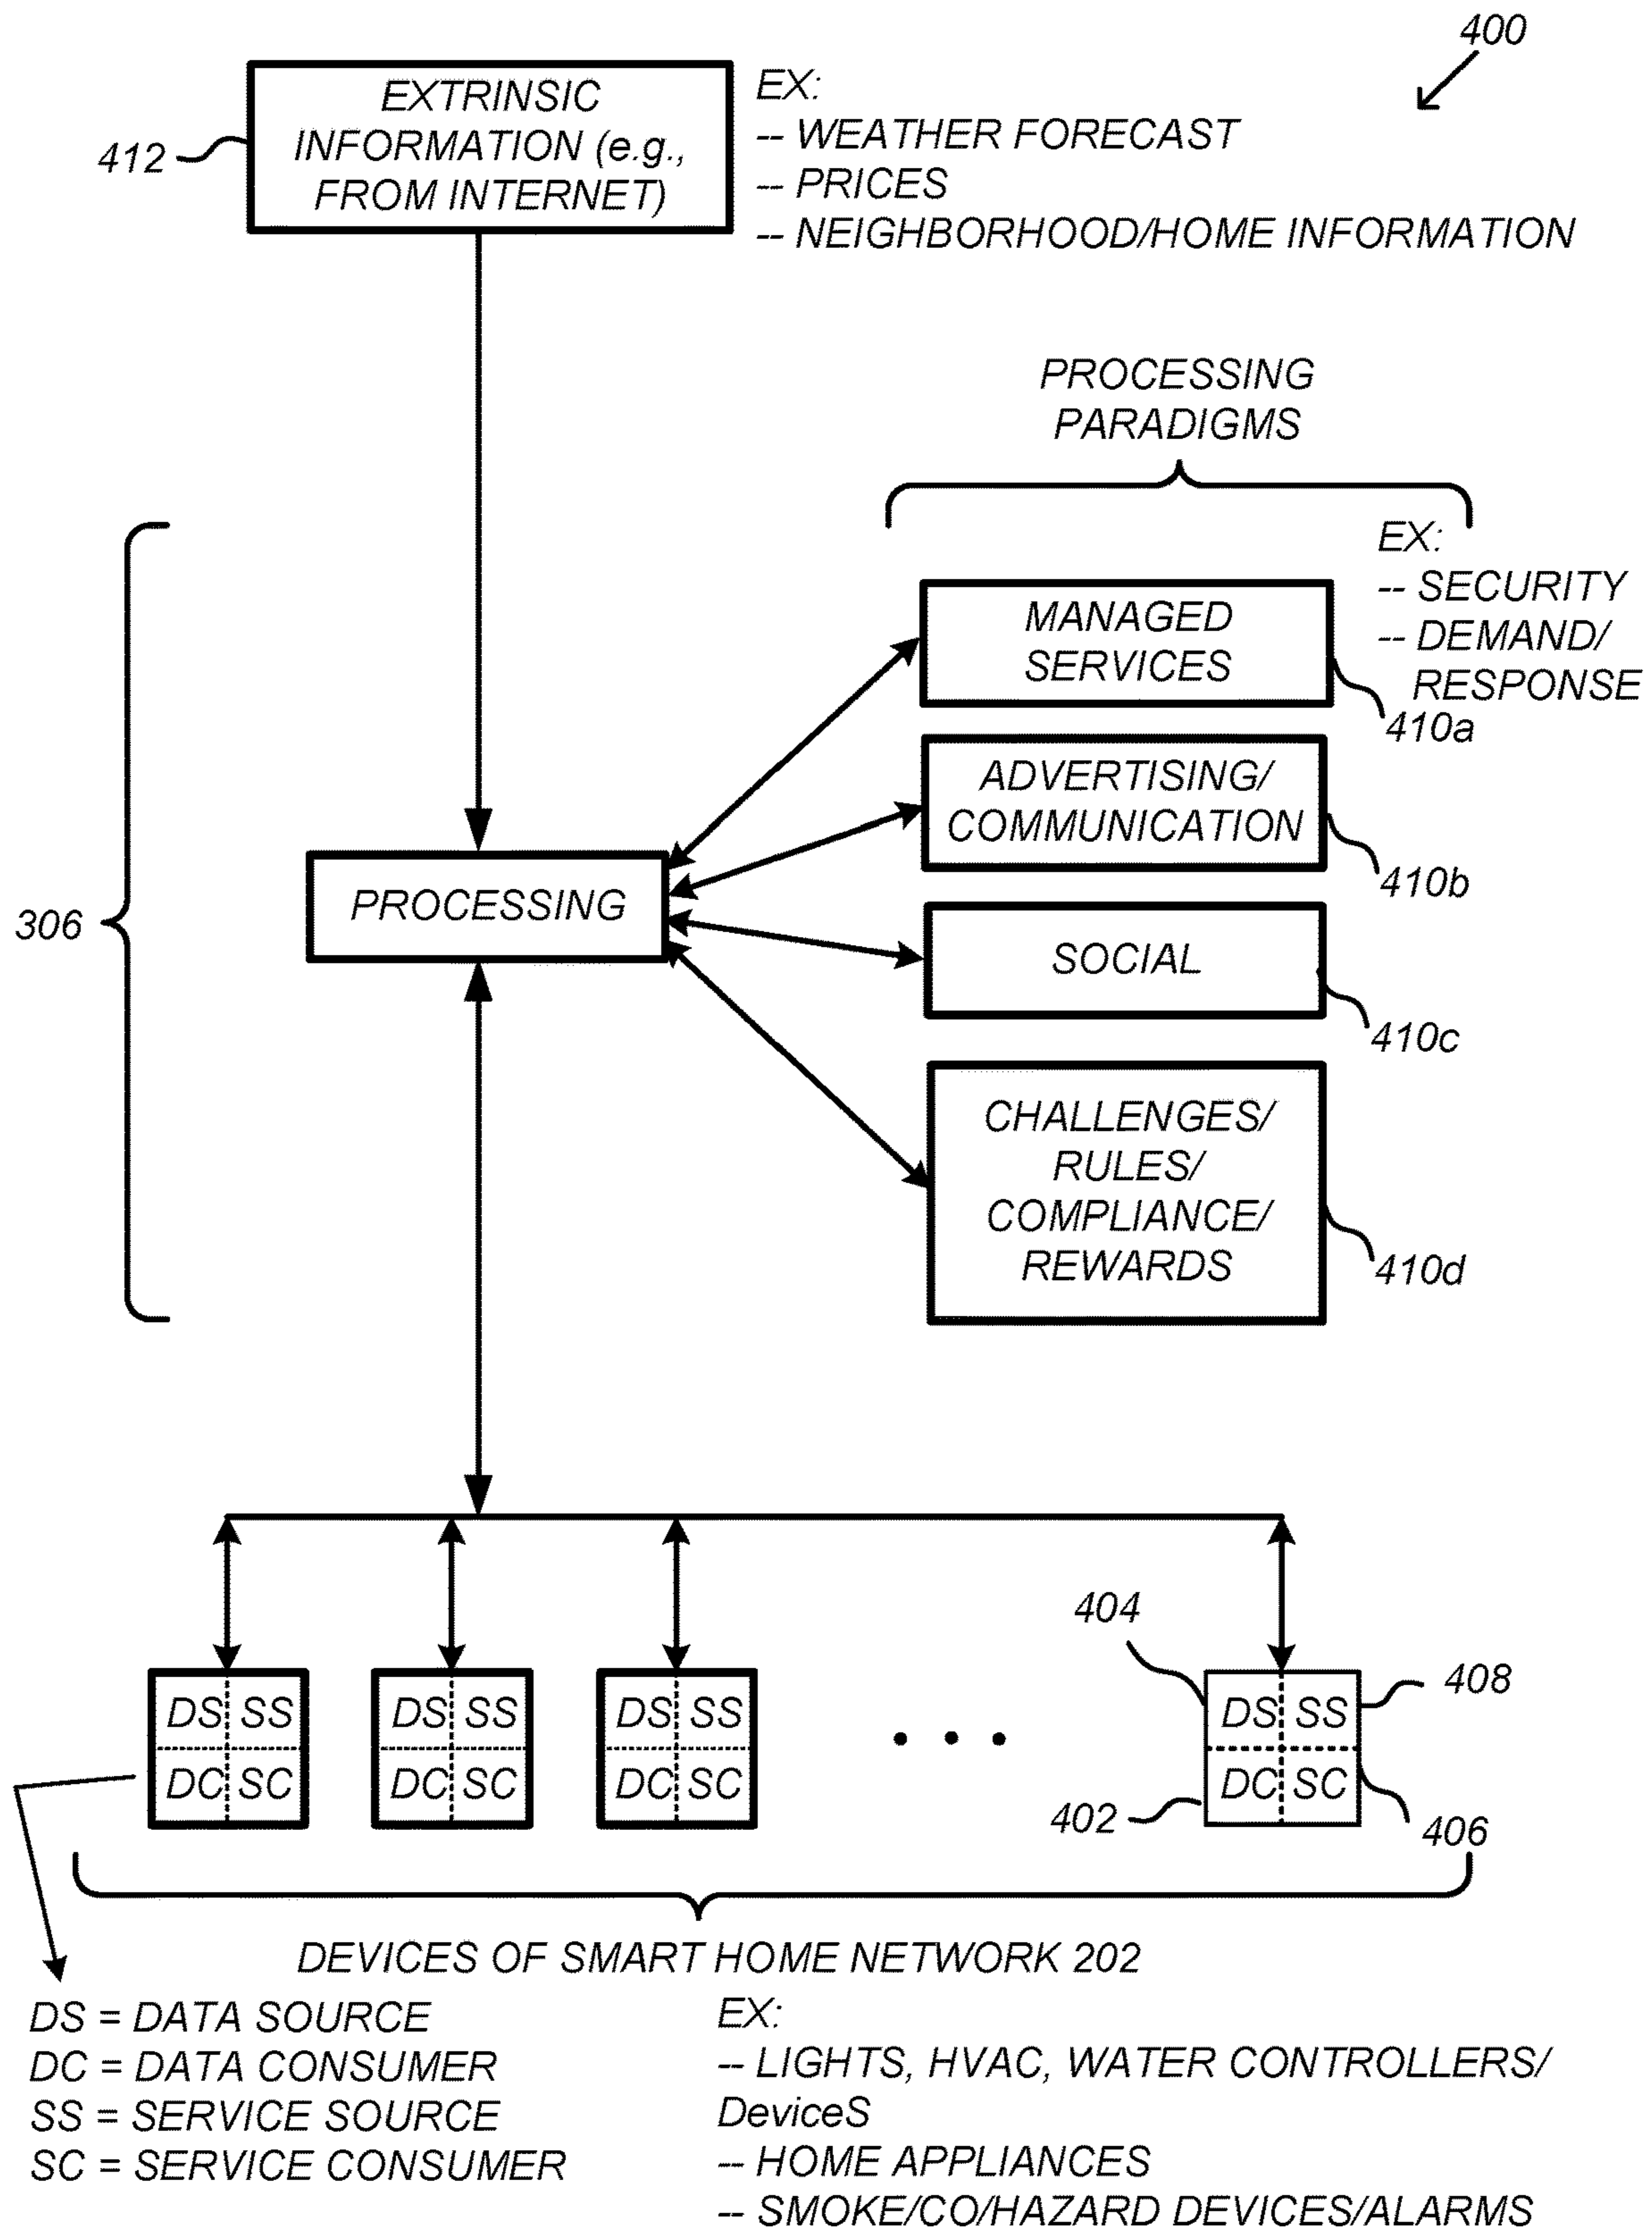 400
EXTRINSIC
INFORMATION (e.g.,
FROM INTERNET)
412
EX:
-- WEATHER FORECAST
-- PRICES
-- NEIGHBORHOOD/HOME INFORMATION
PROCESSING
PARADIGMS
EX:
-- SECURITY
-- DEMAND/
RESPONSE
MANAGED
SERVICES
410a
ADVERTISING/
COMMUNICATION
410b
306
PROCESSING
SOCIAL
410c
CHALLENGES/
RULES/
COMPLIANCE/
REWARDS
410d
404
408
DS SS
DC SC
DS SS
DC SC
DS SS
DC SC
. . .
DS SS
DC SC
402
406
DEVICES OF SMART HOME NETWORK 202
DS = DATA SOURCE
DC = DATA CONSUMER
SS = SERVICE SOURCE
SC = SERVICE CONSUMER
EX:
-- LIGHTS, HVAC, WATER CONTROLLERS/
DeviceS
-- HOME APPLIANCES
-- SMOKE/CO/HAZARD DEVICES/ALARMS